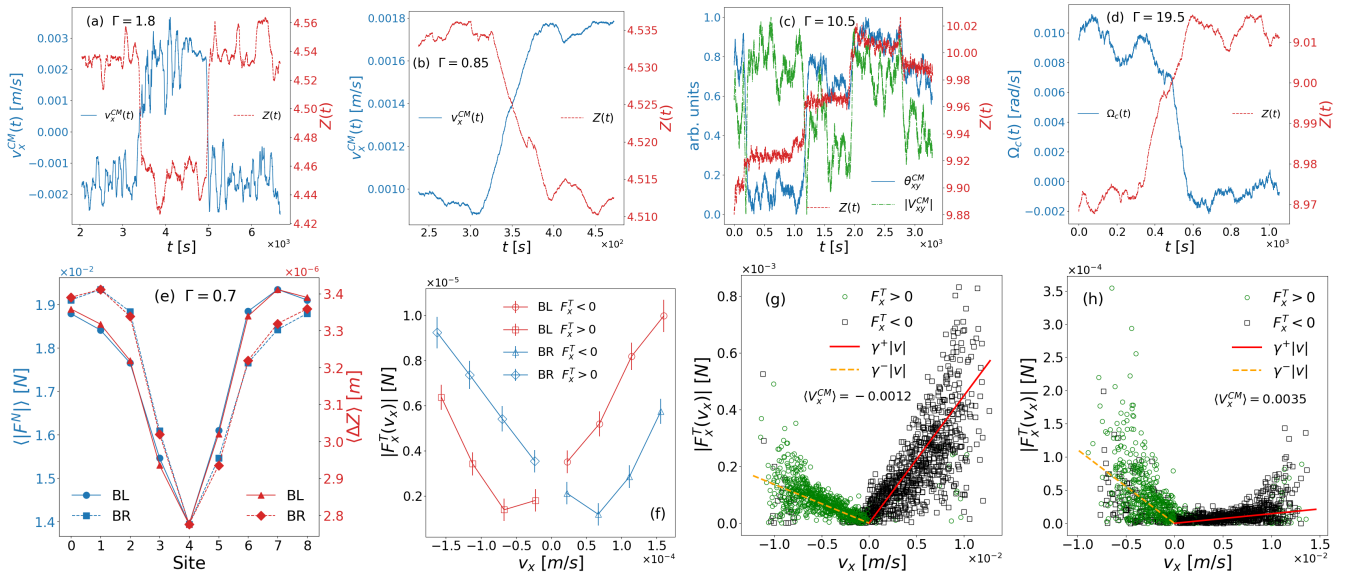 (a) Γ = 1.8
v_x^CM(t) [m/s]
0.003
0.002
0.001
0.000
−0.001
−0.002
v_x^CM(t)
Z(t)
2 3 4 5 6
×10³
t [s]
4.56
4.54
4.52
4.50
4.48
4.46
4.44
4.42
Z(t)
(b) Γ = 0.85
v_x^CM(t) [m/s]
0.0018
0.0016
0.0014
0.0012
0.0010
v_x^CM(t)
Z(t)
2.5 3.0 3.5 4.0 4.5
×10²
t [s]
4.535
4.530
4.525
4.520
4.515
4.510
Z(t)
(c) Γ = 10.5
arb. units
1.0
0.8
0.6
0.4
0.2
0.0
θ_xy^CM
Z(t)
|V_xy^CM|
0.0 0.5 1.0 1.5 2.0 2.5 3.0
×10³
t [s]
10.02
10.00
9.98
9.96
9.94
9.92
9.90
9.88
Z(t)
(d) Γ = 19.5
Ω_c(t) [rad/s]
0.010
0.008
0.006
0.004
0.002
0.000
−0.002
Ω_c(t)
Z(t)
0.0 0.2 0.4 0.6 0.8 1.0
×10³
t [s]
9.01
9.00
8.99
8.98
8.97
Z(t)
×10⁻²
×10⁻⁶
(e) Γ = 0.7
⟨|F^N|⟩ [N]
1.9
1.8
1.7
1.6
1.5
1.4
BL
BR
BL
BR
0 1 2 3 4 5 6 7 8
Site
3.4
3.3
3.2
3.1
3.0
2.9
2.8
⟨ΔZ⟩ [m]
×10⁻⁵
|F_x^T(v_x)| [N]
1.0
0.8
0.6
0.4
0.2
BL F_x^T < 0
BL F_x^T > 0
BR F_x^T < 0
BR F_x^T > 0
(f)
−1.5 −1.0 −0.5 0.0 0.5 1.0 1.5
×10⁻⁴
v_x [m/s]
×10⁻³
(g)
|F_x^T(v_x)| [N]
0.8
0.6
0.4
0.2
0.0
F_x^T > 0
F_x^T < 0
γ⁺|v|
γ⁻|v|
⟨V_x^CM⟩ = −0.0012
−1.0 −0.5 0.0 0.5 1.0
×10⁻²
v_x [m/s]
×10⁻⁴
(h)
|F_x^T(v_x)| [N]
3.5
3.0
2.5
2.0
1.5
1.0
0.5
0.0
F_x^T > 0
F_x^T < 0
γ⁺|v|
γ⁻|v|
⟨V_x^CM⟩ = 0.0035
−1.0 −0.5 0.0 0.5 1.0 1.5
×10⁻²
v_x [m/s]